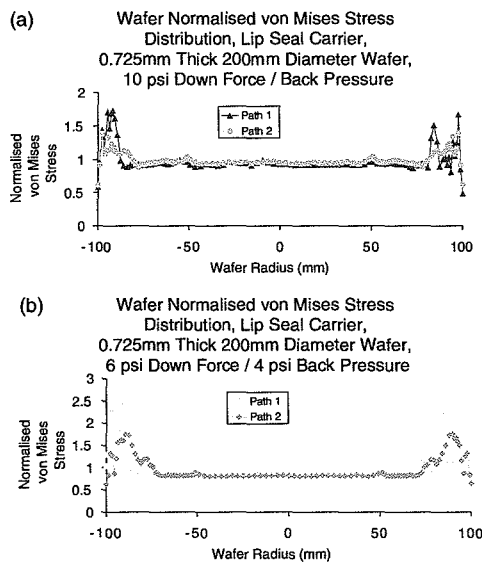 (a)
Wafer Normalised von Mises Stress
Distribution, Lip Seal Carrier,
0.725mm Thick 200mm Diameter Wafer,
10 psi Down Force / Back Pressure
Normalised
von Mises
Stress
2
1.5
1
0.5
0
Path 1
Path 2
-100
-50
0
50
100
Wafer Radius (mm)
(b)
Wafer Normalised von Mises Stress
Distribution, Lip Seal Carrier,
0.725mm Thick 200mm Diameter Wafer,
6 psi Down Force / 4 psi Back Pressure
Normalised
von Mises
Stress
3
2.5
2
1.5
1
0.5
0
Path 1
Path 2
-100
-50
0
50
100
Wafer Radius (mm)